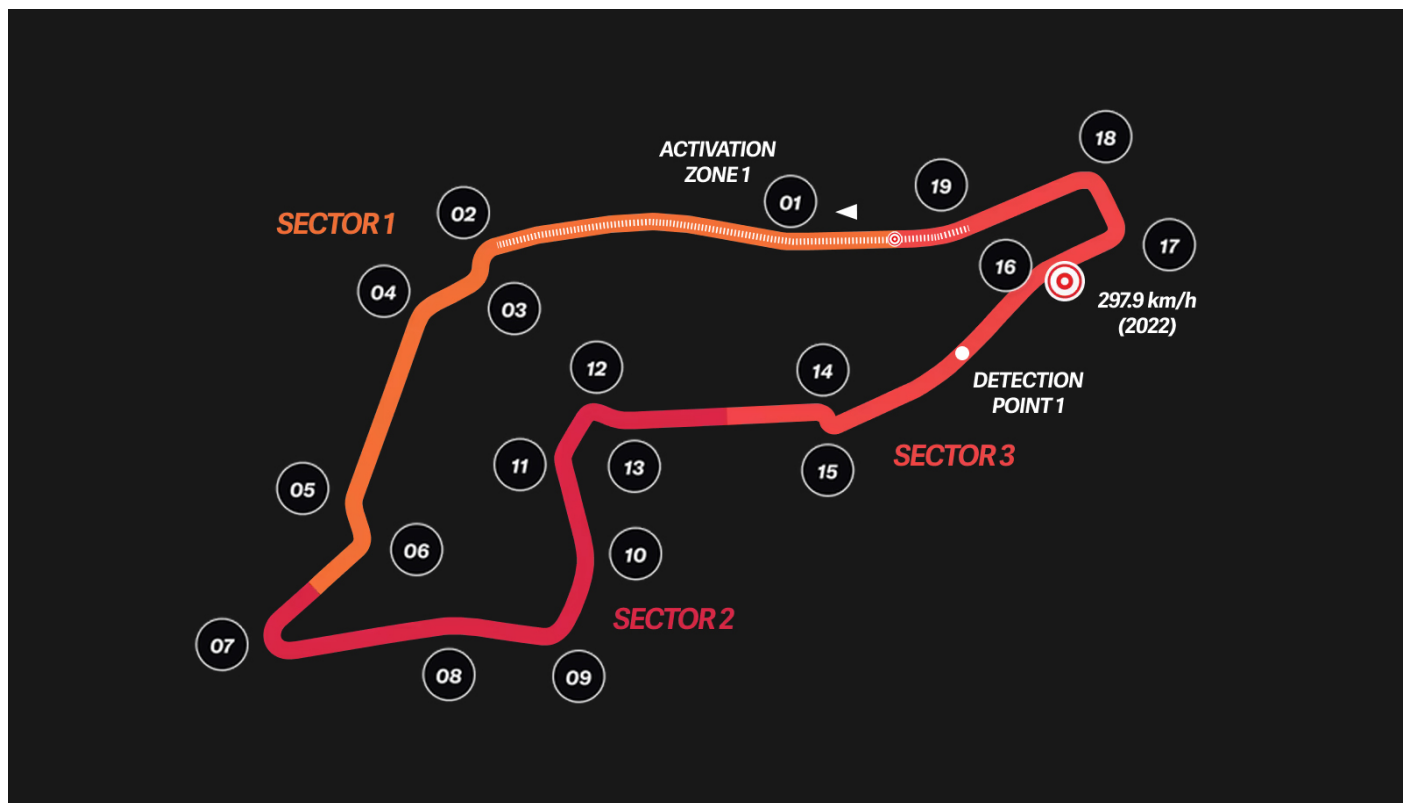 18
ACTIVATION
ZONE 1
19
01
02
SECTOR 1
17
16
04
297.9 km/h
(2022)
03
12
14
DETECTION
POINT 1
SECTOR 3
11
13
15
05
06
10
SECTOR 2
07
08
09